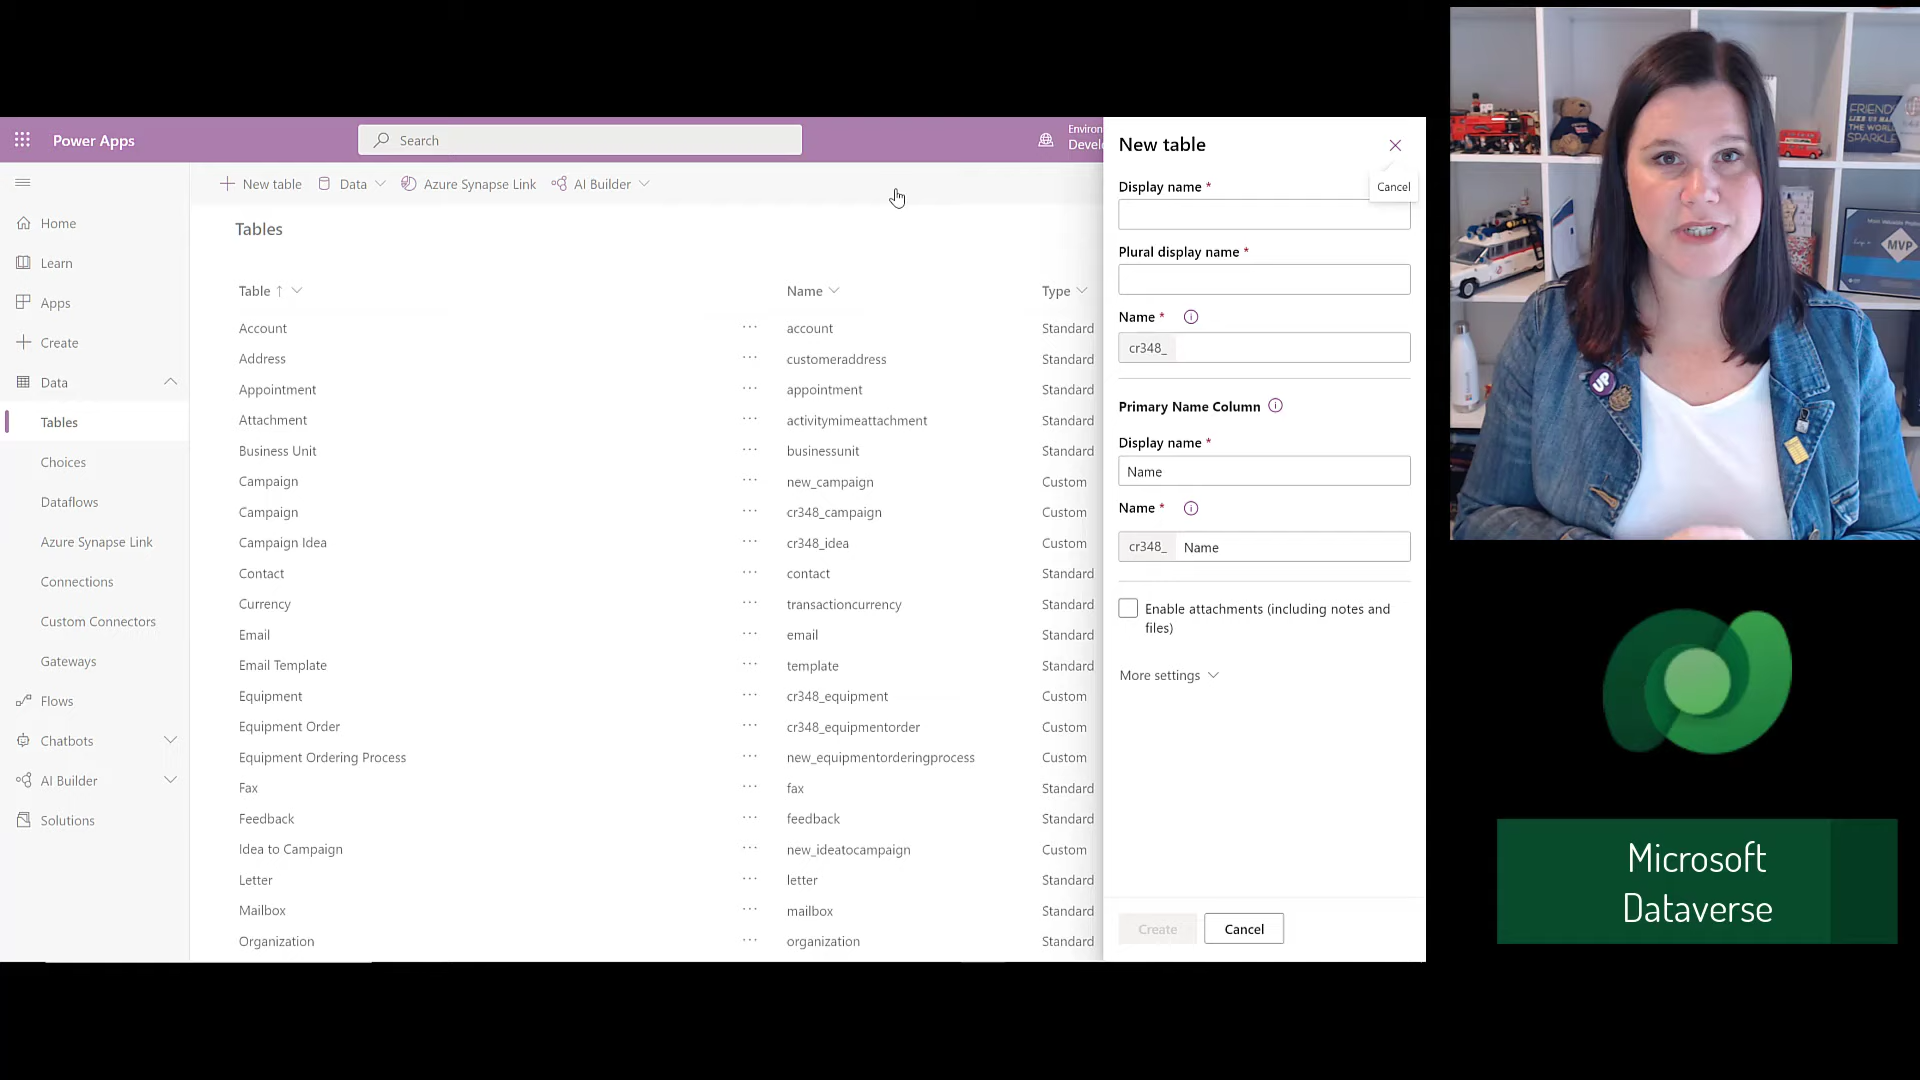 Power Apps
Search
Environ
Devel
New table
Data
Azure Synapse Link
AI Builder
Home
Learn
Apps
Create
Data
Tables
Choices
Dataflows
Azure Synapse Link
Connections
Custom Connectors
Gateways
Flows
Chatbots
AI Builder
Solutions
Tables
Table ↑ Name Type
Account ... account Standard
Address ... customeraddress Standard
Appointment ... appointment Standard
Attachment ... activitymimeattachment Standard
Business Unit ... businessunit Standard
Campaign ... new_campaign Custom
Campaign ... cr348_campaign Custom
Campaign Idea ... cr348_idea Custom
Contact ... contact Standard
Currency ... transactioncurrency Standard
Email ... email Standard
Email Template ... template Standard
Equipment ... cr348_equipment Custom
Equipment Order ... cr348_equipmentorder Custom
Equipment Ordering Process ... new_equipmentorderingprocess Custom
Fax ... fax Standard
Feedback ... feedback Standard
Idea to Campaign ... new_ideatocampaign Custom
Letter ... letter Standard
Mailbox ... mailbox Standard
Organization ... organization Standard
New table
Cancel
Display name *
Plural display name *
Name *
cr348_
Primary Name Column
Display name *
Name
Name *
cr348_ Name
Enable attachments (including notes and
files)
More settings
Create Cancel
FRIEND
THE WORLD
SPARKLE
MVP
UP
Microsoft
Dataverse